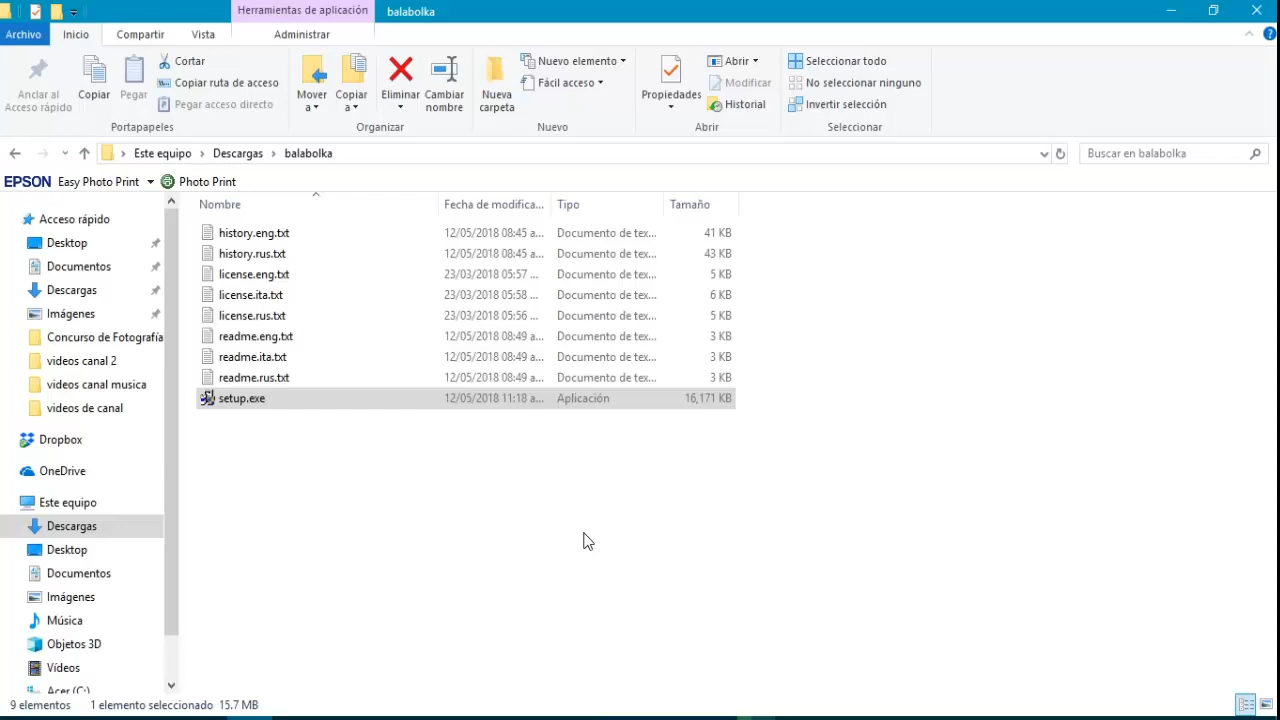 Herramientas de aplicación
balabolka
Archivo
Inicio
Compartir
Vista
Administrar
Anclar al
Acceso rápido
Copiar
Pegar
Cortar
Copiar ruta de acceso
Pegar acceso directo
Portapapeles
Mover
a
Copiar
a
Eliminar
Cambiar
nombre
Organizar
Nueva
carpeta
Nuevo elemento
Fácil acceso
Nuevo
Propiedades
Abrir
Modificar
Historial
Abrir
Seleccionar todo
No seleccionar ninguno
Invertir selección
Seleccionar
Este equipo > Descargas > balabolka
Buscar en balabolka
EPSON Easy Photo Print Photo Print
Acceso rápido
Desktop
Documentos
Descargas
Imágenes
Concurso de Fotografía
videos canal 2
videos canal musica
videos de canal
Dropbox
OneDrive
Este equipo
Descargas
Desktop
Documentos
Imágenes
Música
Objetos 3D
Vídeos
Acer (C:)
Nombre Fecha de modifica... Tipo Tamaño
history.eng.txt 12/05/2018 08:45 a... Documento de tex... 41 KB
history.rus.txt 12/05/2018 08:45 a... Documento de tex... 43 KB
license.eng.txt 23/03/2018 05:57 ... Documento de tex... 5 KB
license.ita.txt 23/03/2018 05:58 ... Documento de tex... 6 KB
license.rus.txt 23/03/2018 05:56 ... Documento de tex... 5 KB
readme.eng.txt 12/05/2018 08:49 a... Documento de tex... 3 KB
readme.ita.txt 12/05/2018 08:49 a... Documento de tex... 3 KB
readme.rus.txt 12/05/2018 08:49 a... Documento de tex... 3 KB
setup.exe 12/05/2018 11:18 a... Aplicación 16,171 KB
9 elementos 1 elemento seleccionado 15.7 MB